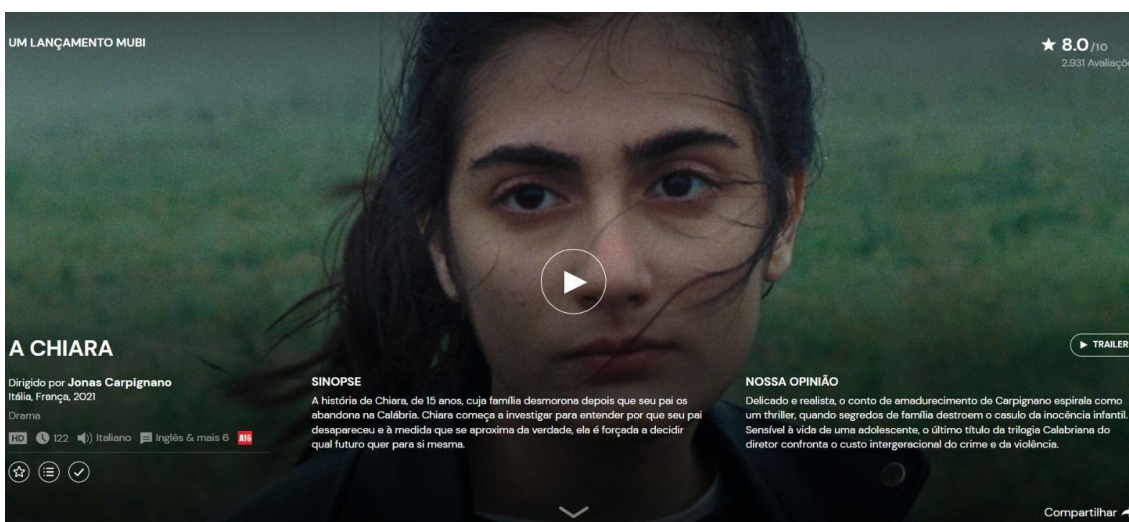 UM LANÇAMENTO MUBI
★ 8.0/10
2.931 Avaliaçõ
TRAILER
A CHIARA
Dirigido por Jonas Carpignano
Itália, França, 2021
Drama
HD 122 Italiano Inglês & mais 6 A16
SINOPSE
A história de Chiara, de 15 anos, cuja família desmorona depois que seu pai os
abandona na Calábria. Chiara começa a investigar para entender por que seu pai
desapareceu e à medida que se aproxima da verdade, ela é forçada a decidir
qual futuro quer para si mesma.
NOSSA OPINIÃO
Delicado e realista, o conto de amadurecimento de Carpignano espirala como
um thriller, quando segredos de família destroem o casulo da inocência infantil.
Sensível à vida de uma adolescente, o último título da trilogia Calabriana do
diretor confronta o custo intergeracional do crime e da violência.
Compartilhar